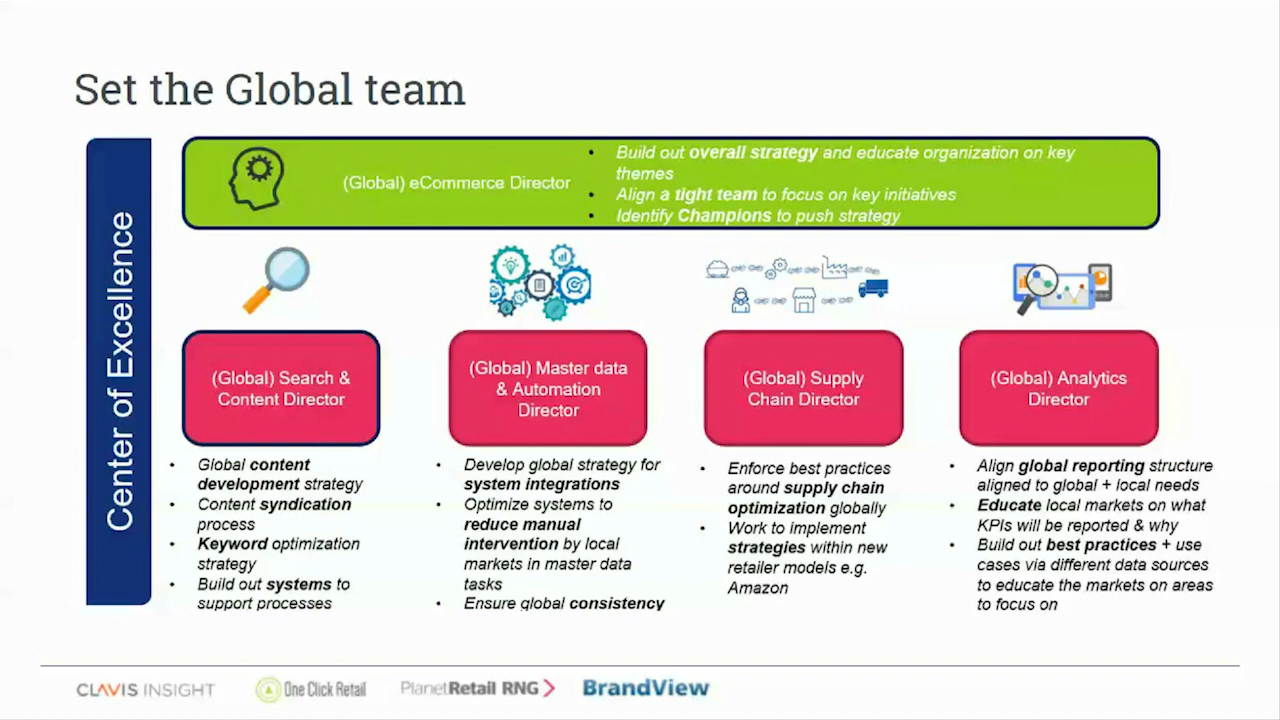 Set the Global team
Center of Excellence
(Global) eCommerce Director
• Build out overall strategy and educate organization on key
themes
• Align a tight team to focus on key initiatives
• Identify Champions to push strategy
(Global) Search &
Content Director
• Global content
development strategy
• Content syndication
process
• Keyword optimization
strategy
• Build out systems to
support processes
(Global) Master data
& Automation
Director
• Develop global strategy for
system integrations
• Optimize systems to
reduce manual
intervention by local
markets in master data
tasks
• Ensure global consistency
(Global) Supply
Chain Director
• Enforce best practices
around supply chain
optimization globally
• Work to implement
strategies within new
retailer models e.g.
Amazon
(Global) Analytics
Director
• Align global reporting structure
aligned to global + local needs
• Educate local markets on what
KPIs will be reported & why
• Build out best practices + use
cases via different data sources
to educate the markets on areas
to focus on
CLAVIS INSIGHT
One Click Retail
PlanetRetail RNG
BrandView